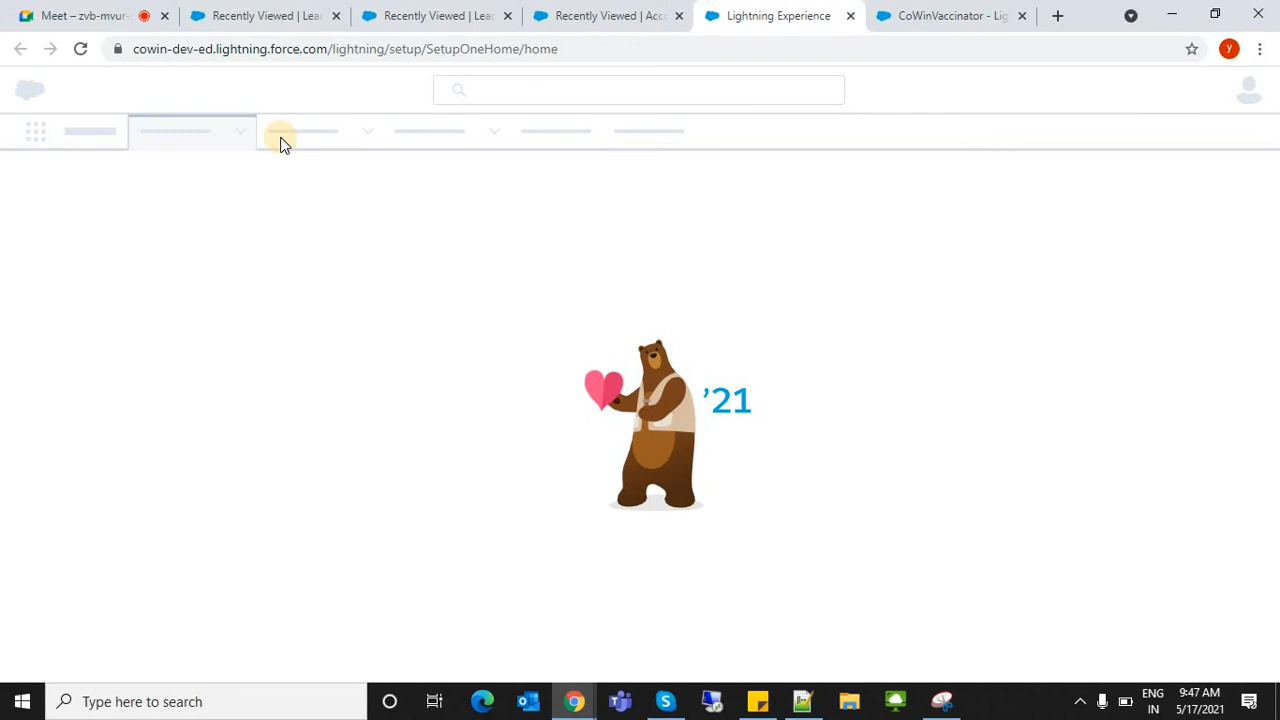 Meet – zvb-mvur-
Recently Viewed | Lea
Recently Viewed | Lea
Recently Viewed | Acc
Lightning Experience
CoWinVaccinator - Lig
cowin-dev-ed.lightning.force.com/lightning/setup/SetupOneHome/home
y
’21
Type here to search
ENG
IN
9:47 AM
5/17/2021